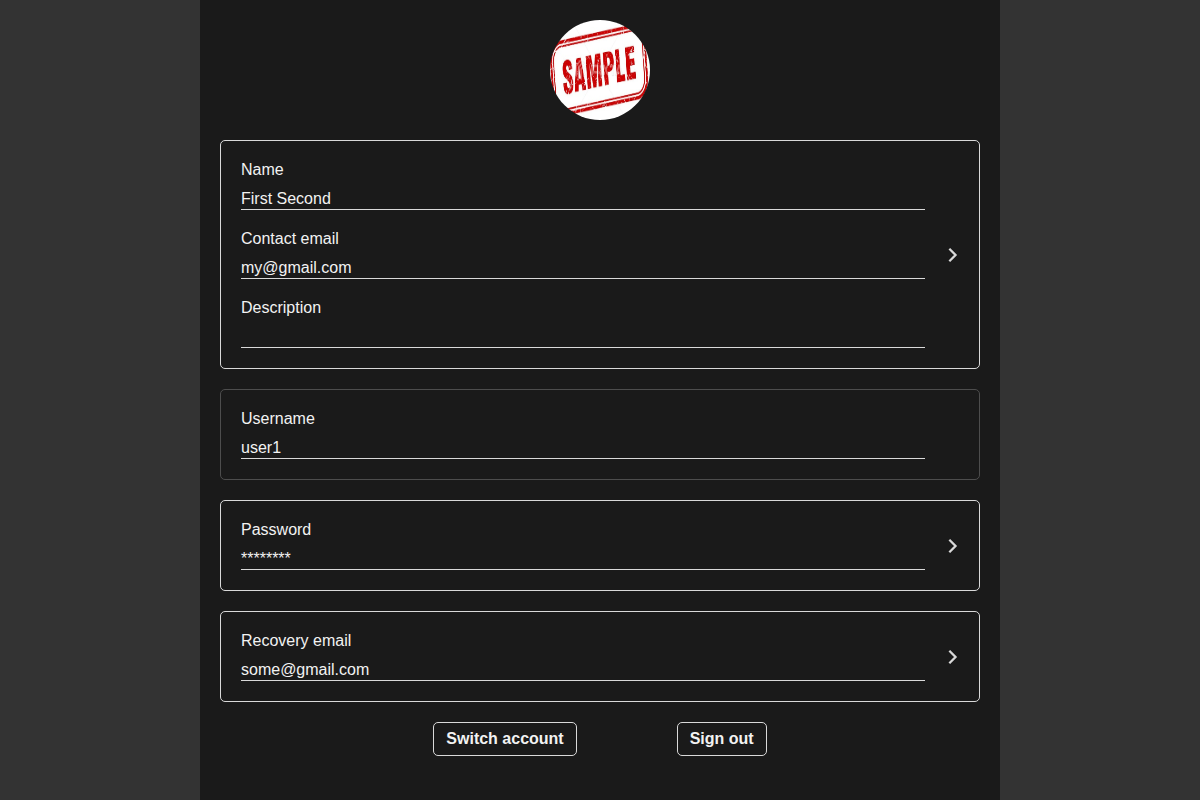 SAMPLE
Name
First Second
Contact email
my@gmail.com
Description
Username
user1
Password
********
Recovery email
some@gmail.com
Switch account
Sign out